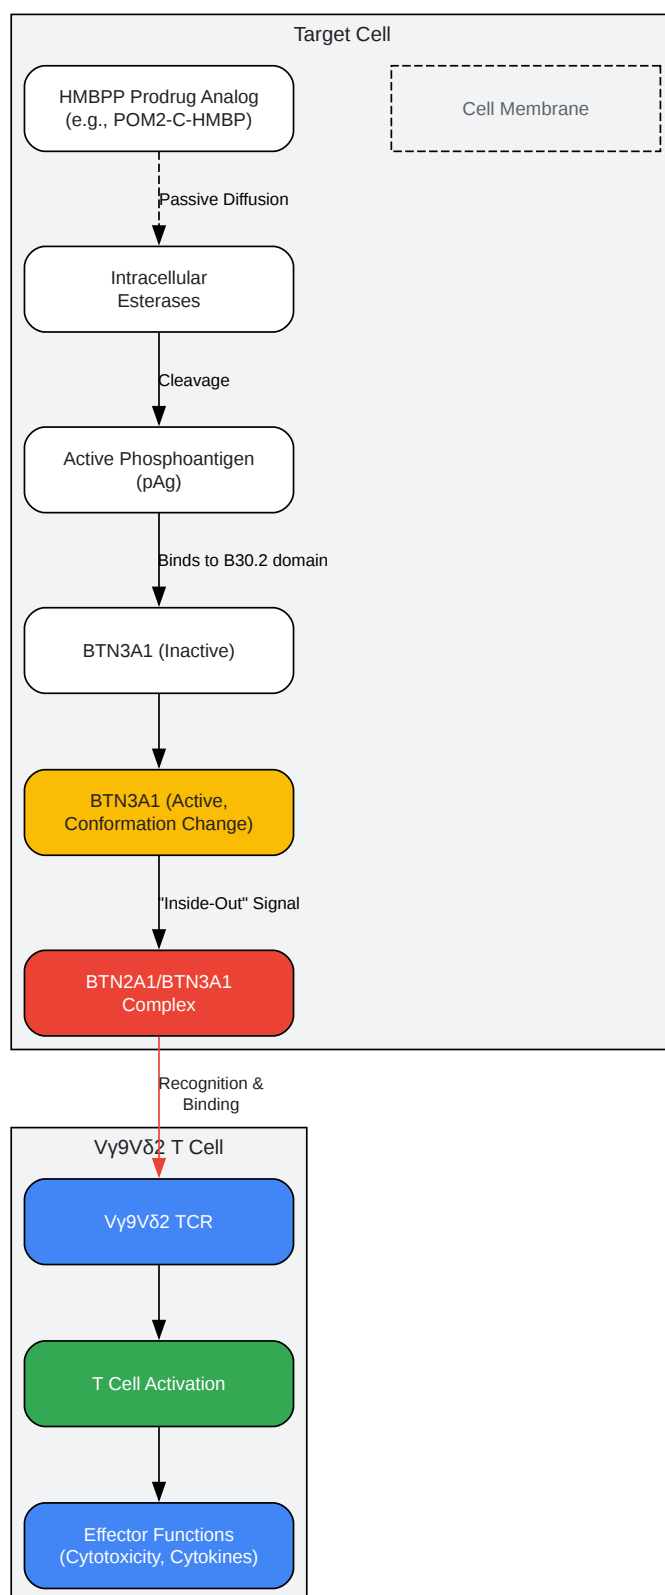 Target Cell
HMBPP Prodrug Analog
(e.g., POM2-C-HMBP)
Cell Membrane
Passive Diffusion
Intracellular
Esterases
Cleavage
Active Phosphoantigen
(pAg)
Binds to B30.2 domain
BTN3A1 (Inactive)
BTN3A1 (Active,
Conformation Change)
"Inside-Out" Signal
BTN2A1/BTN3A1
Complex
Recognition &
Binding
Vγ9Vδ2 T Cell
Vγ9Vδ2 TCR
T Cell Activation
Effector Functions
(Cytotoxicity, Cytokines)